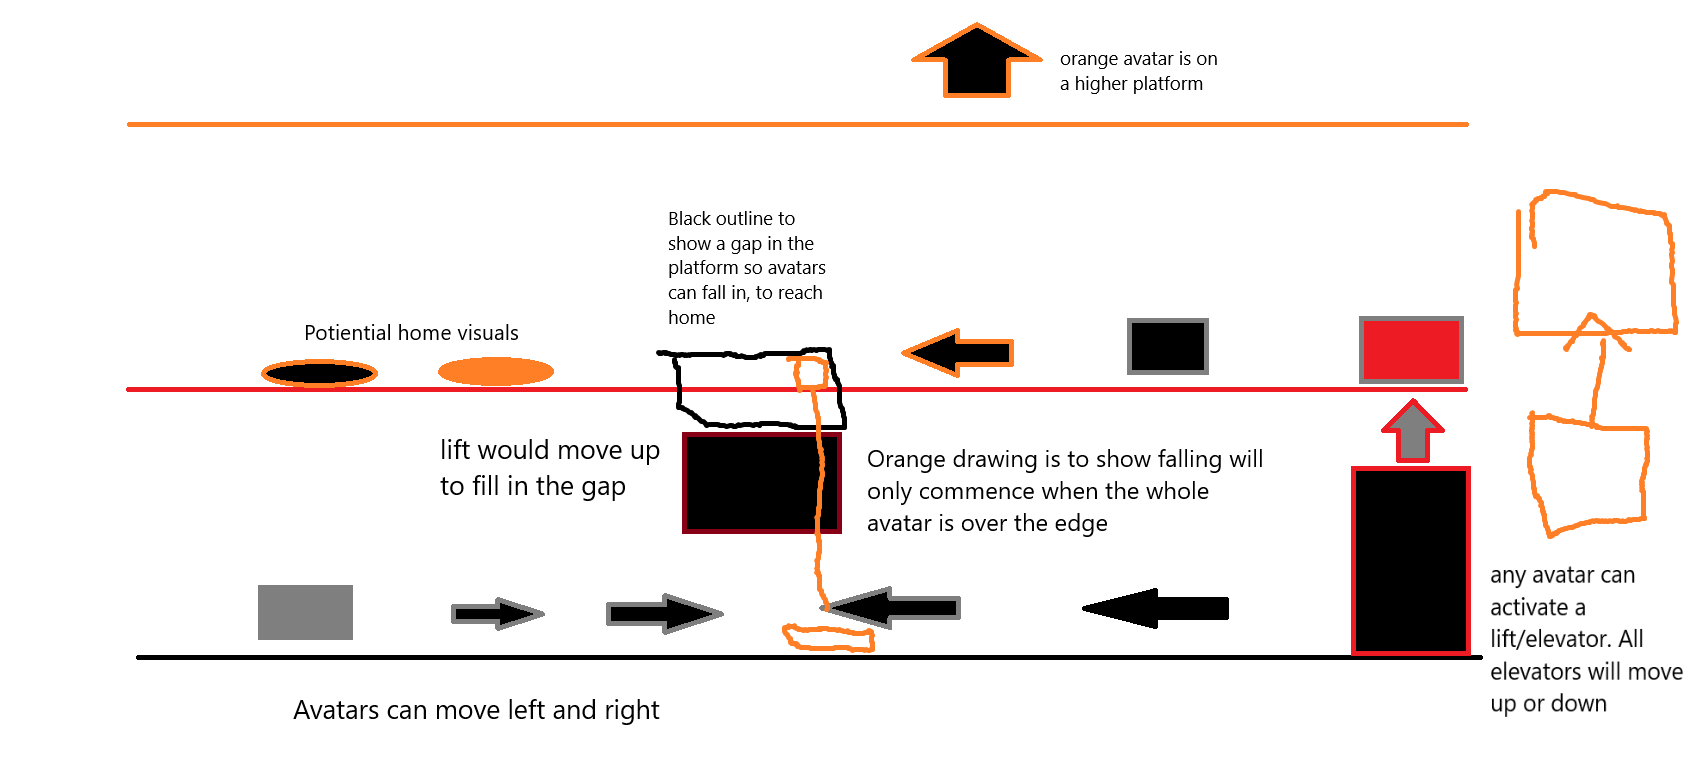 orange avatar is on
a higher platform
Black outline to
show a gap in the
platform so avatars
can fall in, to reach
home
Potiential home visuals
lift would move up
to fill in the gap
Orange drawing is to show falling will
only commence when the whole
avatar is over the edge
any avatar can
activate a
lift/elevator. All
elevators will move
up or down
Avatars can move left and right